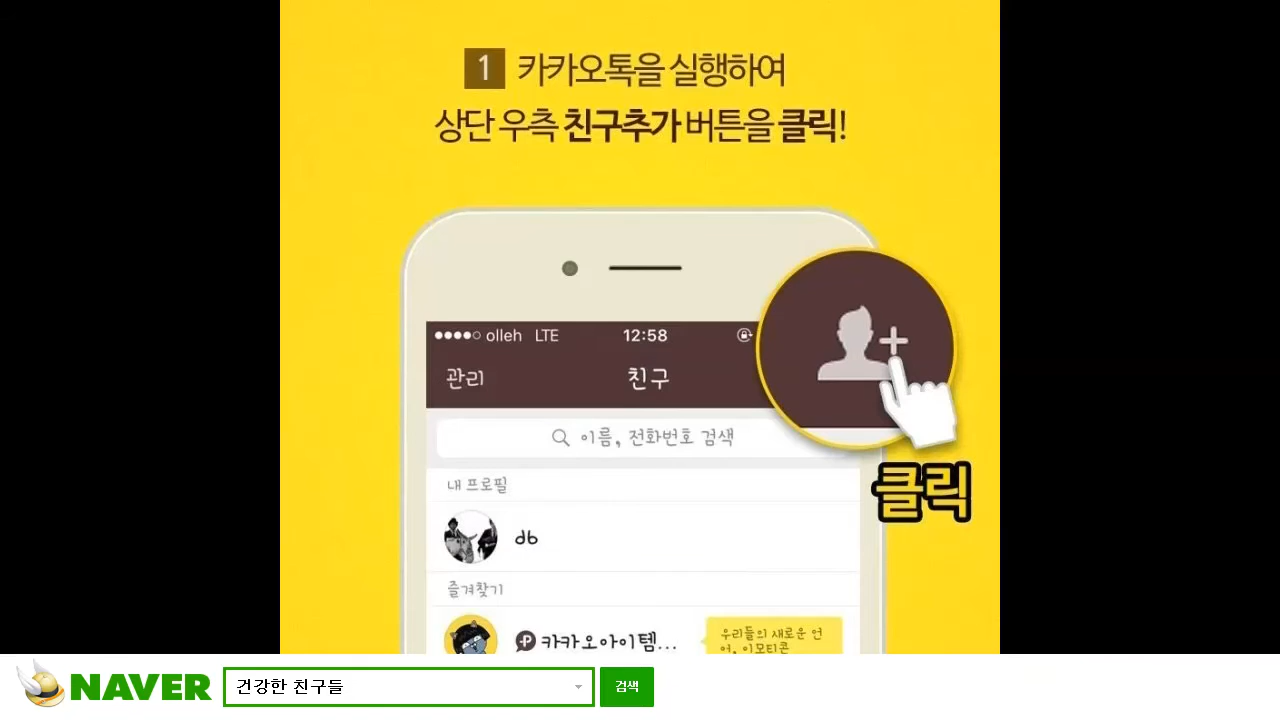 1 카카오톡을 실행하여
상단 우측 친구추가 버튼을 클릭!
olleh LTE 12:58
관리 친구
이름, 전화번호 검색
클릭
내 프로필
db
즐겨찾기
카카오아이템...
우리들의 새로운 언
어, 이모티콘
NAVER 건강한 친구들 검색